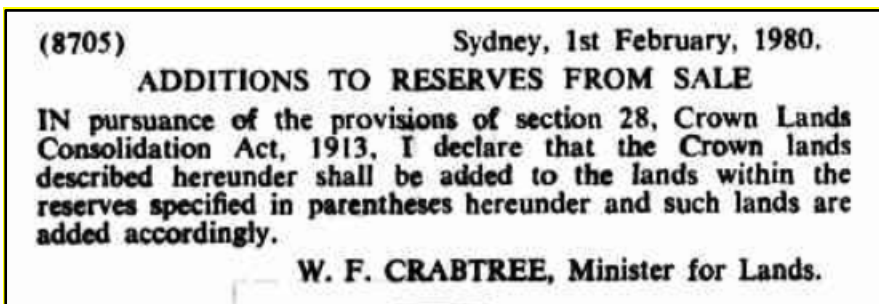 (8705) Sydney, 1st February, 1980.
ADDITIONS TO RESERVES FROM SALE
IN pursuance of the provisions of section 28, Crown Lands
Consolidation Act, 1913, I declare that the Crown lands
described hereunder shall be added to the lands within the
reserves specified in parentheses hereunder and such lands are
added accordingly.
W. F. CRABTREE, Minister for Lands.